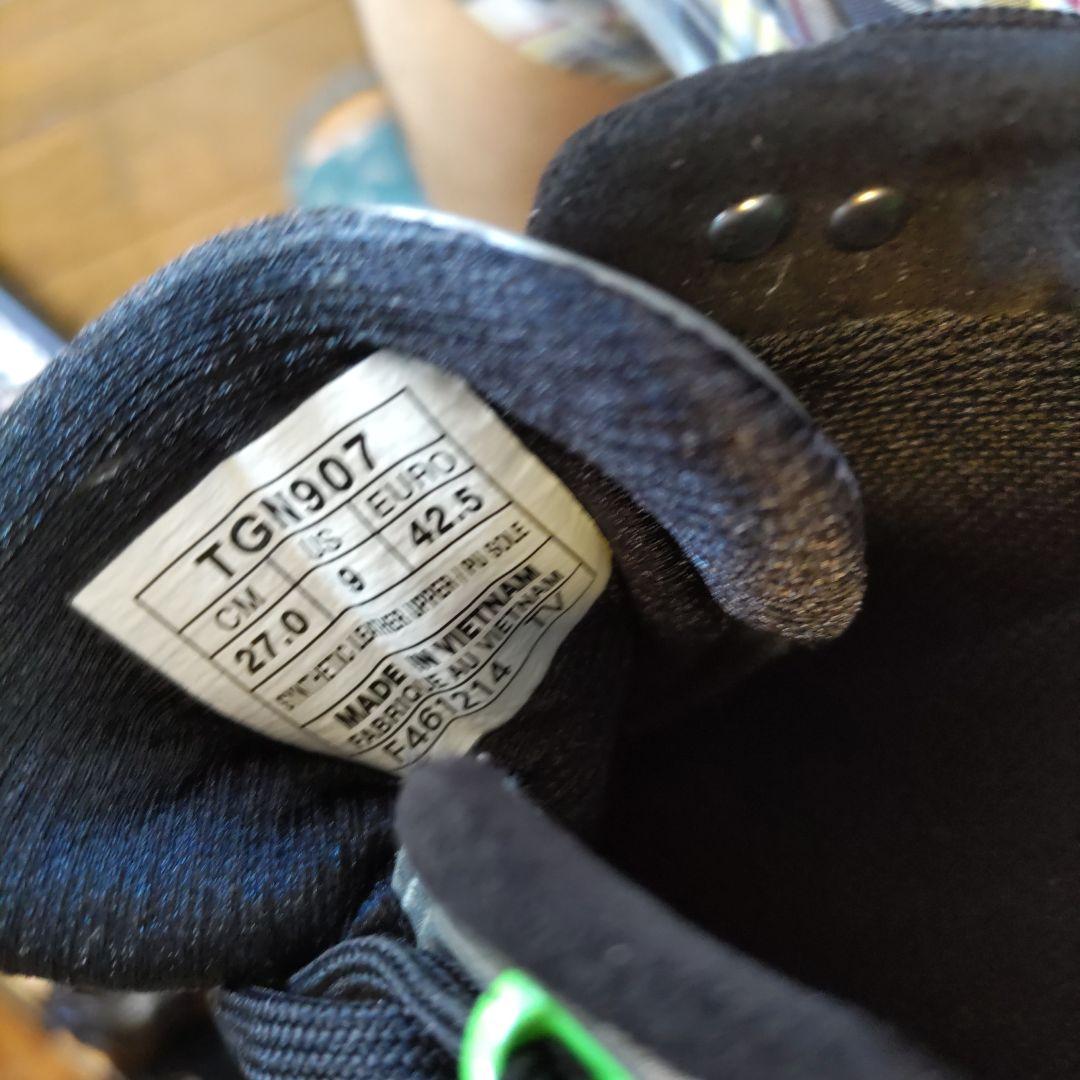 TGN907
CM US EURO
27.0 9 42.5
SYNTHETIC LEATHER UPPER // PU SOLE
MADE IN VIETNAM
FABRIQUE AU VIETNAM
F461214 TV